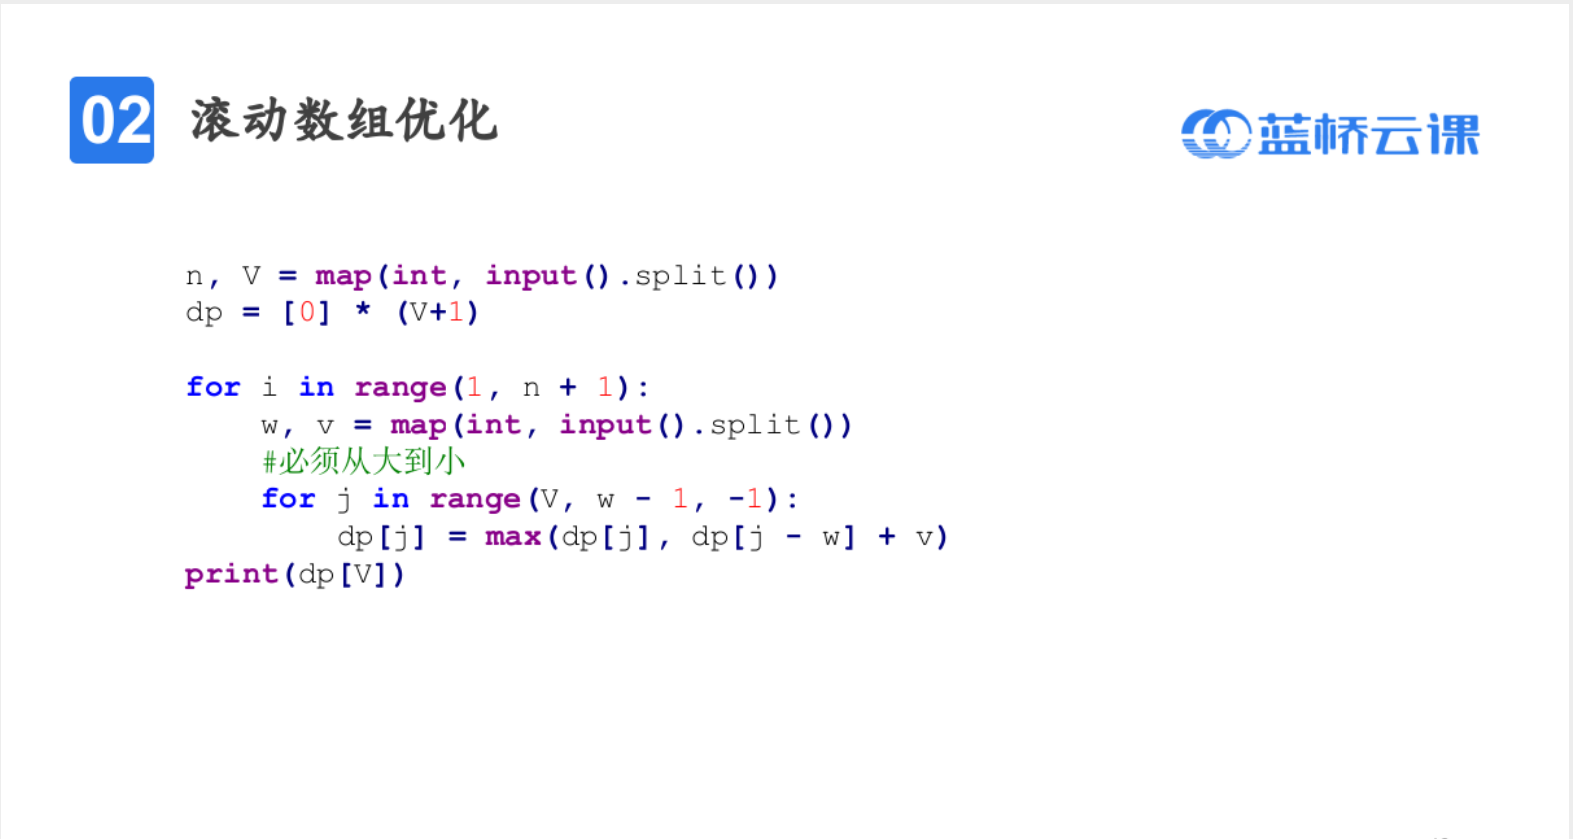 02 滚动数组优化
蓝桥云课
n, V = map(int, input().split())
dp = [0] * (V+1)
for i in range(1, n + 1):
    w, v = map(int, input().split())
    #必须从大到小
    for j in range(V, w - 1, -1):
        dp[j] = max(dp[j], dp[j - w] + v)
print(dp[V])